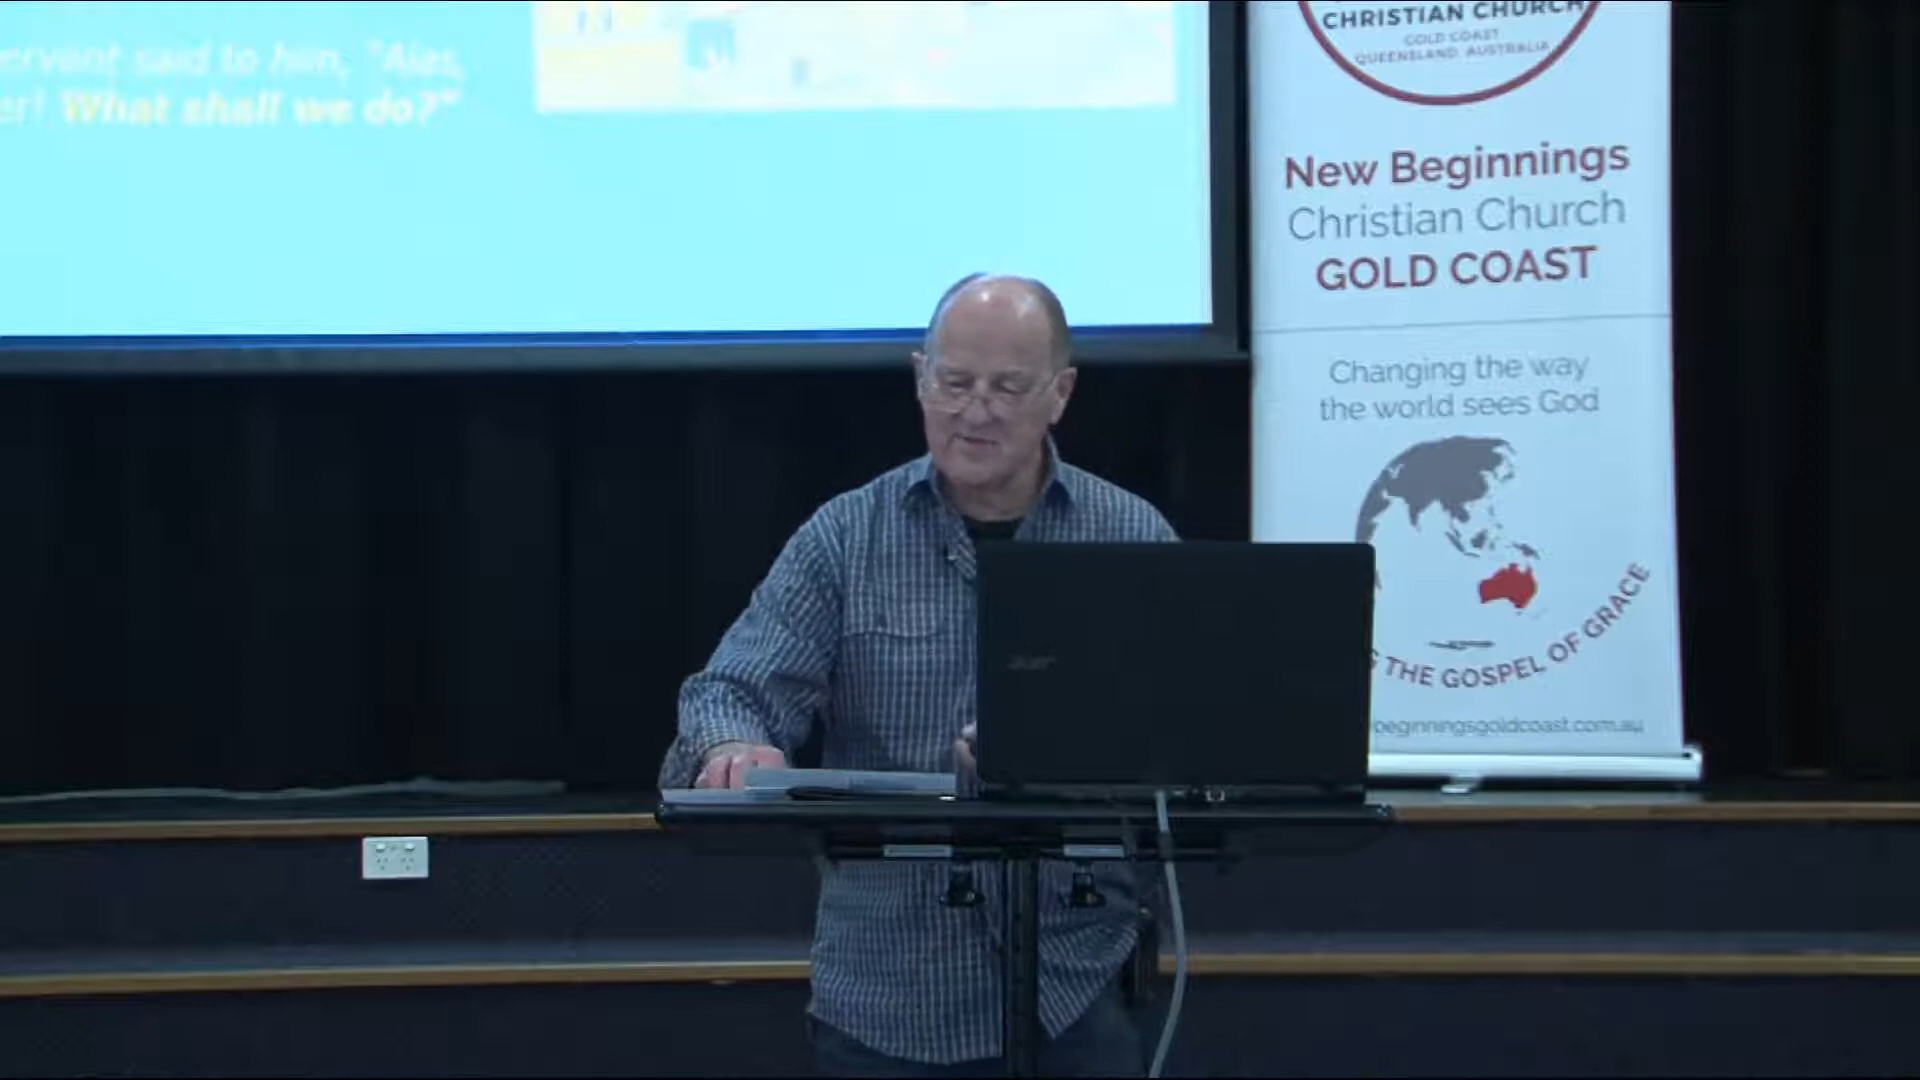 ervant said to him, "Alas,
er! What shall we do?"
CHRISTIAN CHURCH
GOLD COAST
QUEENSLAND, AUSTRALIA
New Beginnings
Christian Church
GOLD COAST
Changing the way
the world sees God
THE GOSPEL OF GRACE
beginningsgoldcoast.com.au
acer